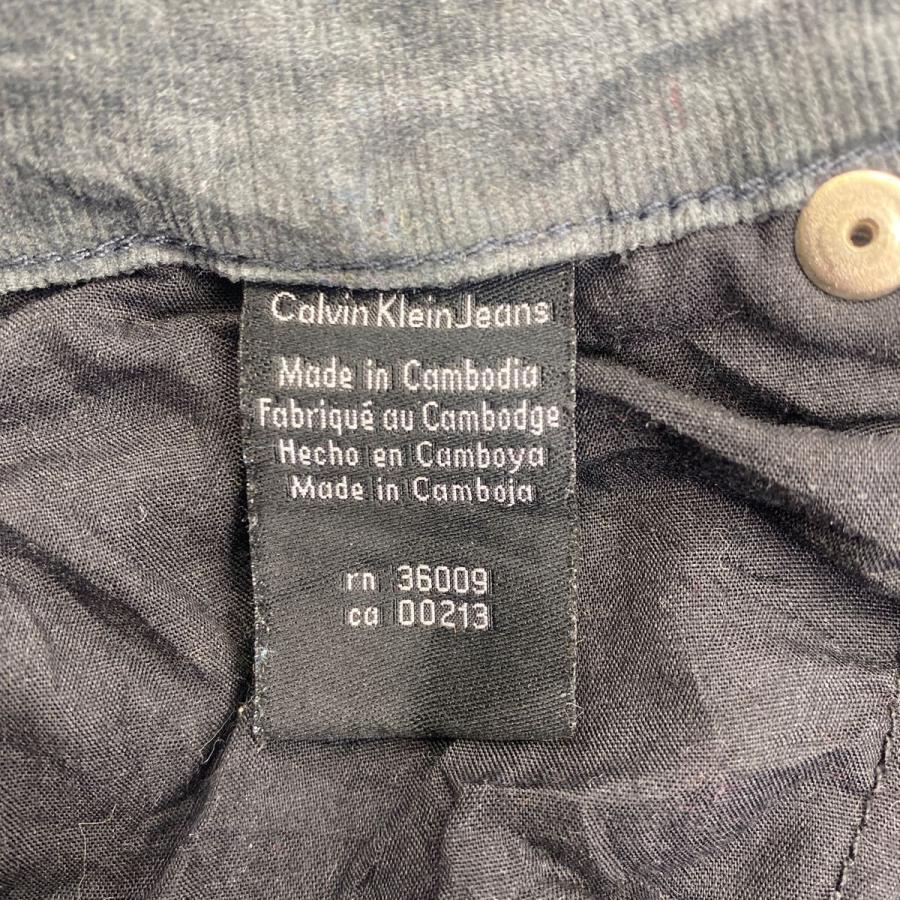 Calvin Klein Jeans
Made in Cambodia
Fabriqué au Cambodge
Hecho en Camboya
Made in Camboja
rn 36009
ca 00213